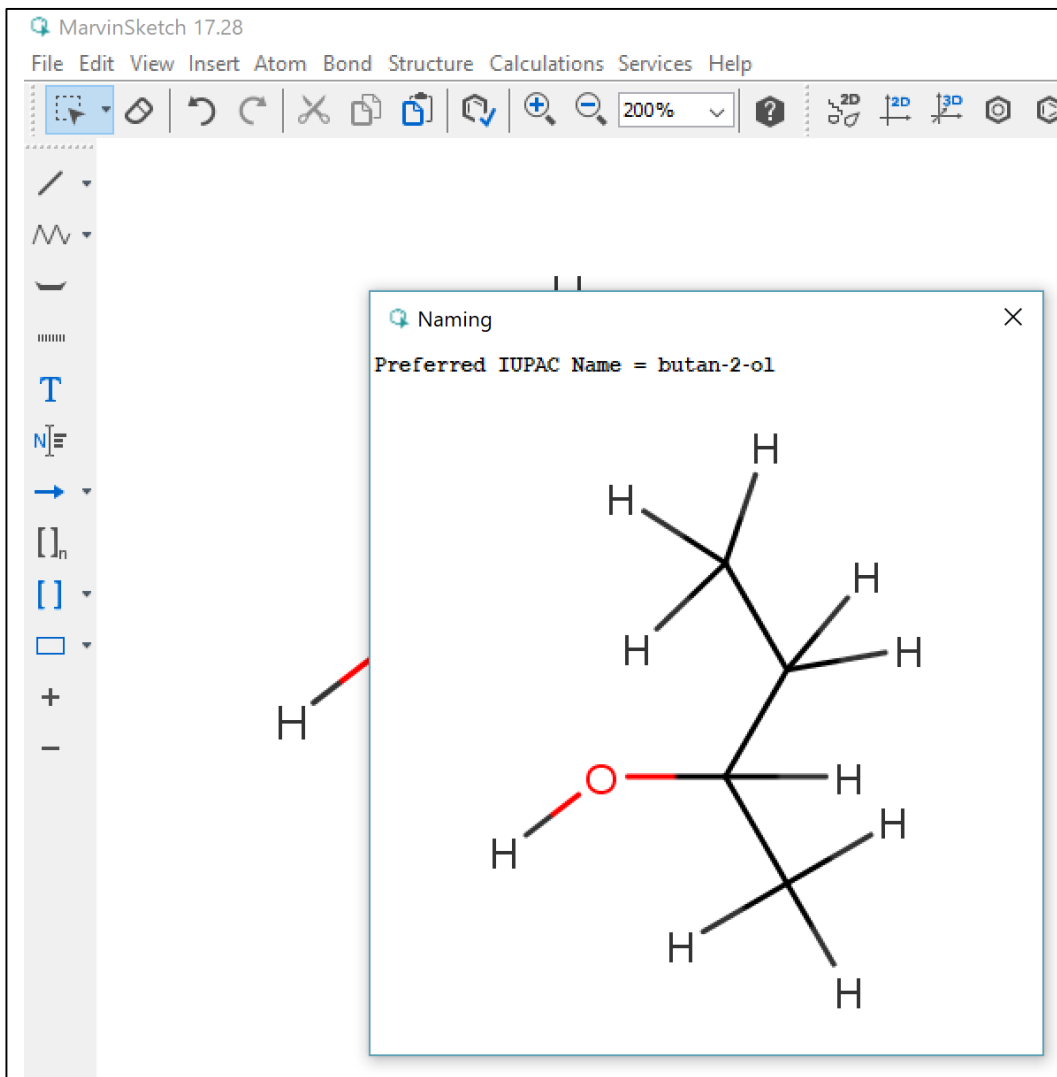 MarvinSketch 17.28
File Edit View Insert Atom Bond Structure Calculations Services Help
200%
?
2D
2D
3D
T
N
[ ]n
[ ]
+
−
H
H
Naming
Preferred IUPAC Name = butan-2-ol
H
H
H
H
H
O
H
H
H
H
H